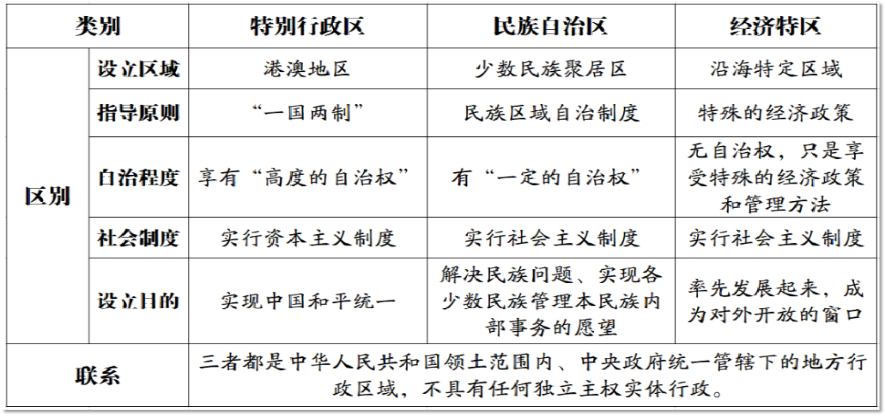 类别 特别行政区 民族自治区 经济特区
区别
设立区域 港澳地区 少数民族聚居区 沿海特定区域
指导原则 “一国两制” 民族区域自治制度 特殊的经济政策
自治程度 享有“高度的自治权” 有“一定的自治权” 无自治权，只是享
受特殊的经济政策
和管理方法
社会制度 实行资本主义制度 实行社会主义制度 实行社会主义制度
设立目的 实现中国和平统一 解决民族问题、实现各
少数民族管理本民族内
部事务的愿望
率先发展起来，成
为对外开放的窗口
联系 三者都是中华人民共和国领土范围内、中央政府统一管辖下的地方行
政区域，不具有任何独立主权实体行政。